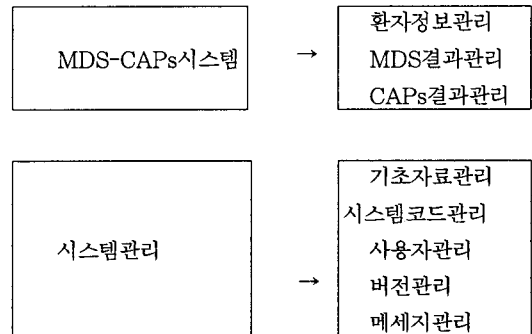 MDS-CAPs시스템
→
환자정보관리
MDS결과관리
CAPs결과관리
시스템관리
→
기초자료관리
시스템코드관리
사용자관리
버전관리
메세지관리